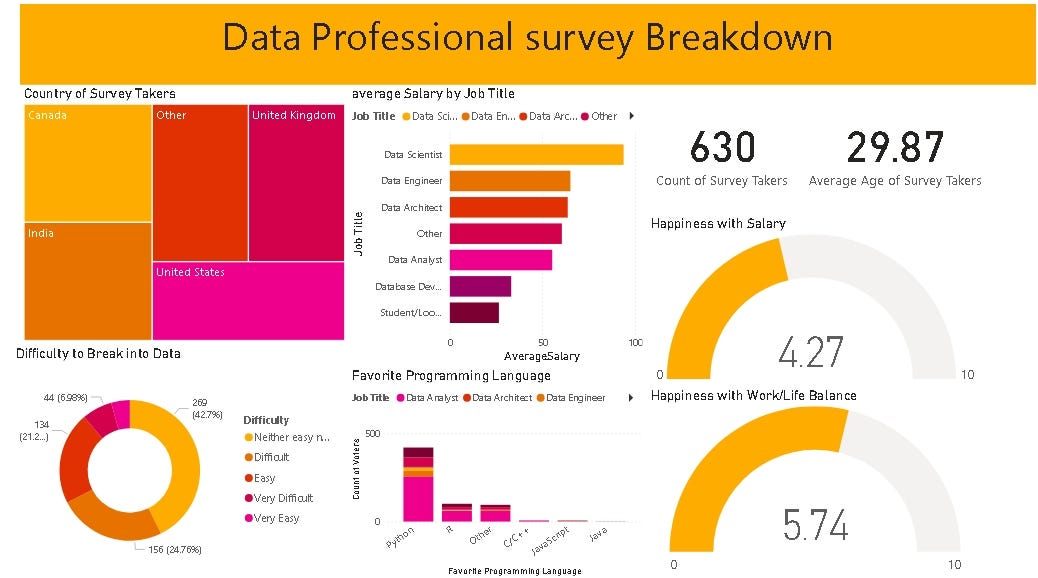 Data Professional survey Breakdown
Country of Survey Takers
Canada
Other
United Kingdom
India
United States
average Salary by Job Title
Job Title Data Sci... Data En... Data Arc... Other
Job Title
Data Scientist
Data Engineer
Data Architect
Other
Data Analyst
Database Dev...
Student/Loo...
0 50 100
AverageSalary
630
Count of Survey Takers
29.87
Average Age of Survey Takers
Happiness with Salary
4.27
0 10
Difficulty to Break into Data
44 (6.98%)
269
(42.7%)
134
(21.2...)
156 (24.76%)
Difficulty
Neither easy n...
Difficult
Easy
Very Difficult
Very Easy
Favorite Programming Language
Job Title Data Analyst Data Architect Data Engineer
Count of Voters
500
0
Python
R
Other
C/C++
JavaScript
Java
Favorite Programming Language
Happiness with Work/Life Balance
5.74
0 10